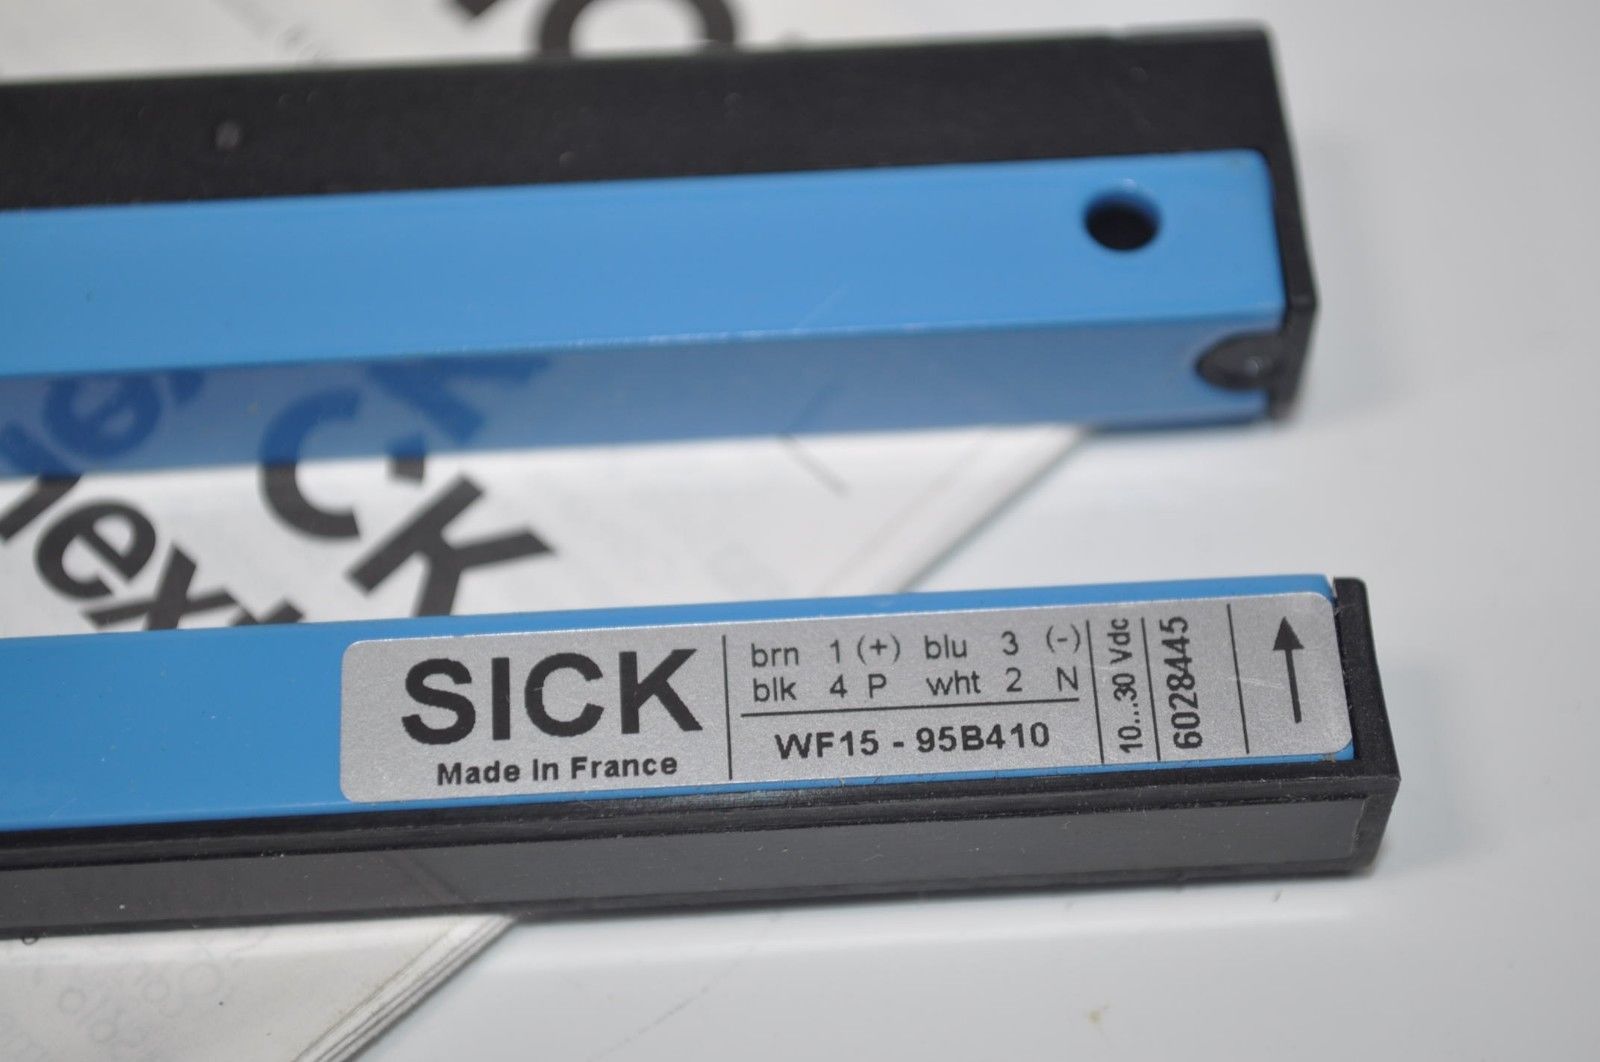 SICK
Made In France
brn 1 (+) blu 3 (-)
blk 4 P wht 2 N
WF15 - 95B410
10...30 Vdc
6028445